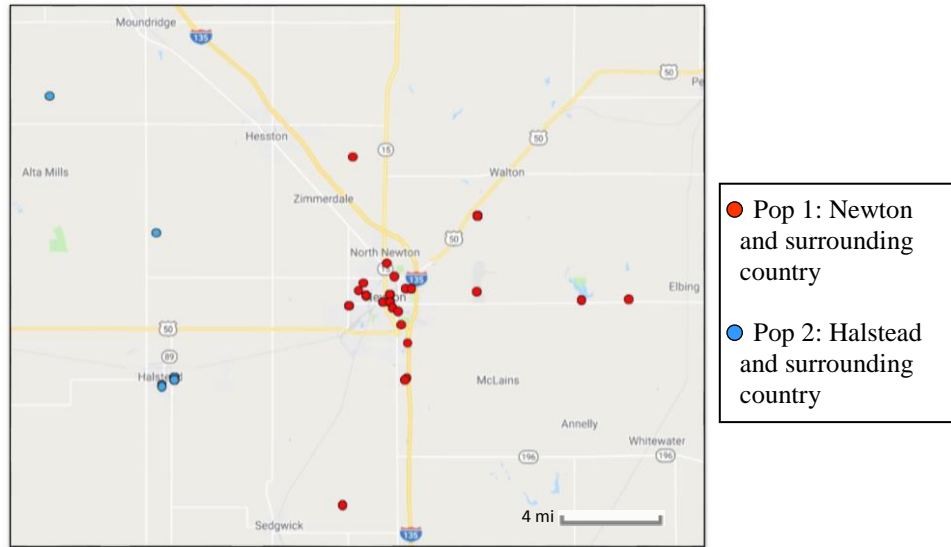 Moundridge
135
50
Pe
Hesston
15
50
Alta Mills
Walton
Zimmerdale
50
North Newton
15
135
Elbing
50
89
Halstead
McLains
Annelly
Whitewater
196
196
Sedgwick
4 mi
135
Pop 1: Newton
and surrounding
country
Pop 2: Halstead
and surrounding
country